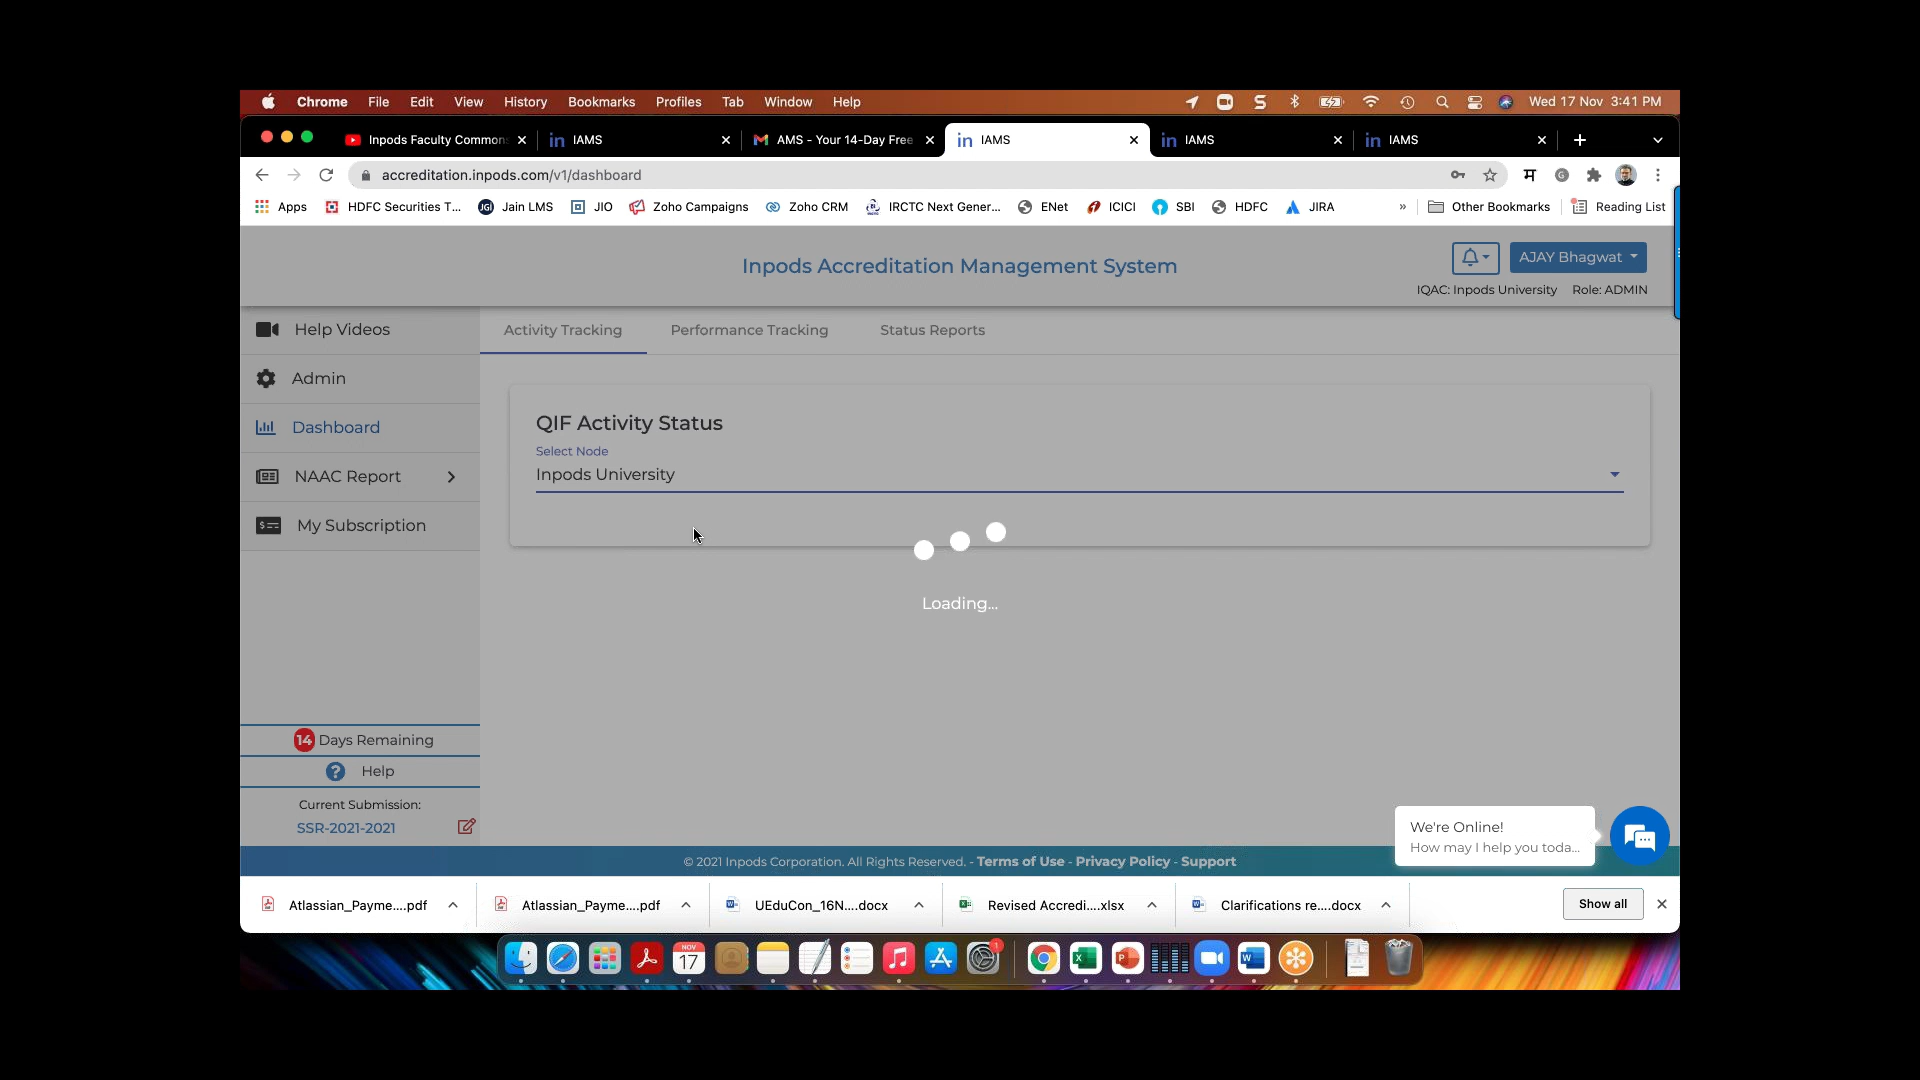 Chrome File Edit View History Bookmarks Profiles Tab Window Help Wed 17 Nov 3:41 PM
Inpods Faculty Common IAMS AMS - Your 14-Day Free IAMS IAMS IAMS
accreditation.inpods.com/v1/dashboard
Apps HDFC Securities T... Jain LMS JIO Zoho Campaigns Zoho CRM IRCTC Next Gener... ENet ICICI SBI HDFC JIRA » Other Bookmarks Reading List
Inpods Accreditation Management System
AJAY Bhagwat
IQAC: Inpods University Role: ADMIN
Help Videos
Admin
Dashboard
NAAC Report
My Subscription
Activity Tracking Performance Tracking Status Reports
QIF Activity Status
Select Node
Inpods University
Loading...
14 Days Remaining
? Help
Current Submission:
SSR-2021-2021
We're Online!
How may I help you toda...
© 2021 Inpods Corporation. All Rights Reserved. - Terms of Use - Privacy Policy - Support
Atlassian_Payme....pdf Atlassian_Payme....pdf UEduCon_16N....docx Revised Accredi....xlsx Clarifications re....docx Show all
NOV
17
1